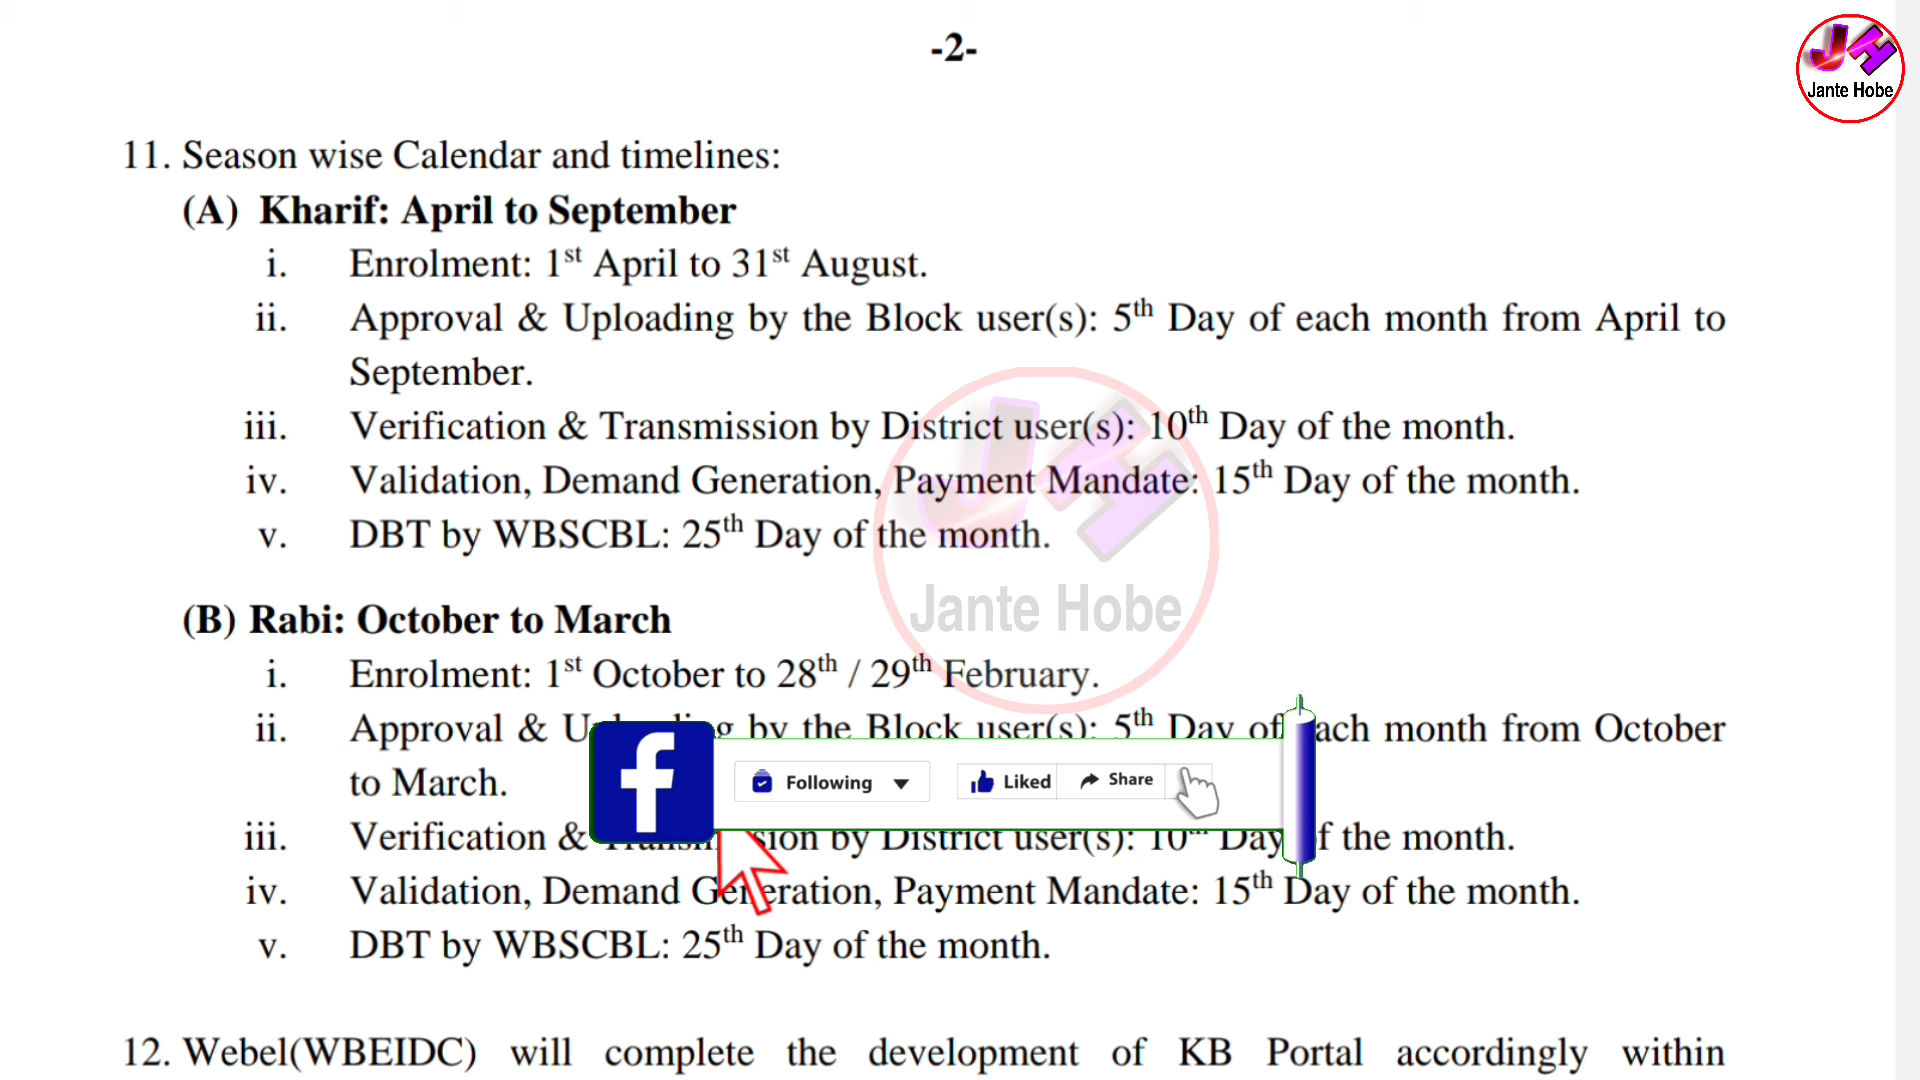 -2-
JH
Jante Hobe
11. Season wise Calendar and timelines:
(A) Kharif: April to September
i. Enrolment: 1st April to 31st August.
ii. Approval & Uploading by the Block user(s): 5th Day of each month from April to
September.
iii. Verification & Transmission by District user(s): 10th Day of the month.
iv. Validation, Demand Generation, Payment Mandate: 15th Day of the month.
v. DBT by WBSCBL: 25th Day of the month.
JH
Jante Hobe
(B) Rabi: October to March
i. Enrolment: 1st October to 28th / 29th February.
ii. Approval & by the Block user(s): 5th Day of each month from October
to March.
f Following Liked Share
iii. Verification & by District user(s): 10th Day of the month.
iv. Validation, Demand Generation, Payment Mandate: 15th Day of the month.
v. DBT by WBSCBL: 25th Day of the month.
12. Webel(WBEIDC) will complete the development of KB Portal accordingly within